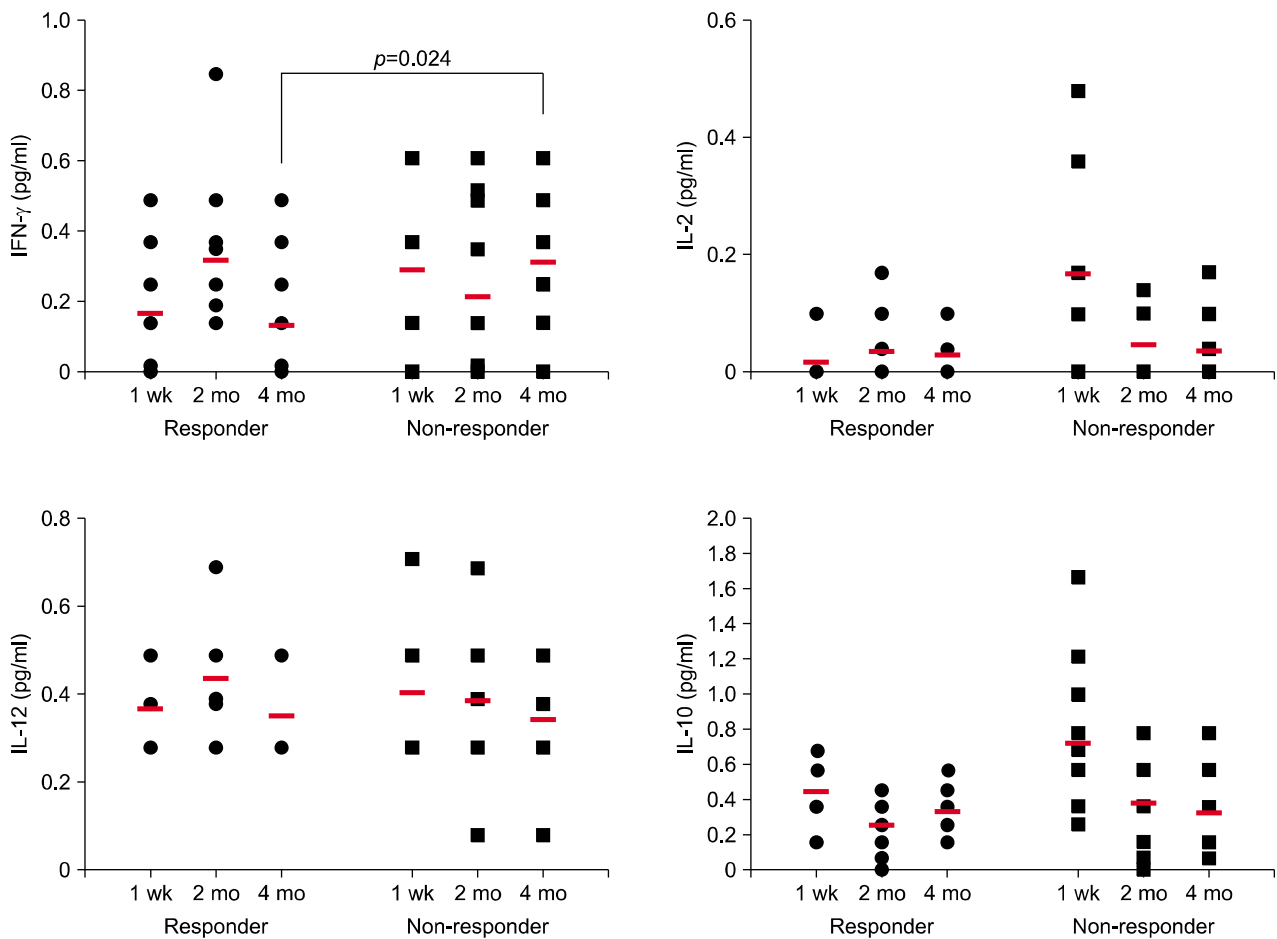 IFN-γ (pg/ml)
1.0
0.8
0.6
0.4
0.2
0
p=0.024
1 wk 2 mo 4 mo 1 wk 2 mo 4 mo
Responder Non-responder
IL-2 (pg/ml)
0.6
0.4
0.2
0
1 wk 2 mo 4 mo 1 wk 2 mo 4 mo
Responder Non-responder
IL-12 (pg/ml)
0.8
0.6
0.4
0.2
0
1 wk 2 mo 4 mo 1 wk 2 mo 4 mo
Responder Non-responder
IL-10 (pg/ml)
2.0
1.8
1.6
1.4
1.2
1.0
0.8
0.6
0.4
0.2
0
1 wk 2 mo 4 mo 1 wk 2 mo 4 mo
Responder Non-responder